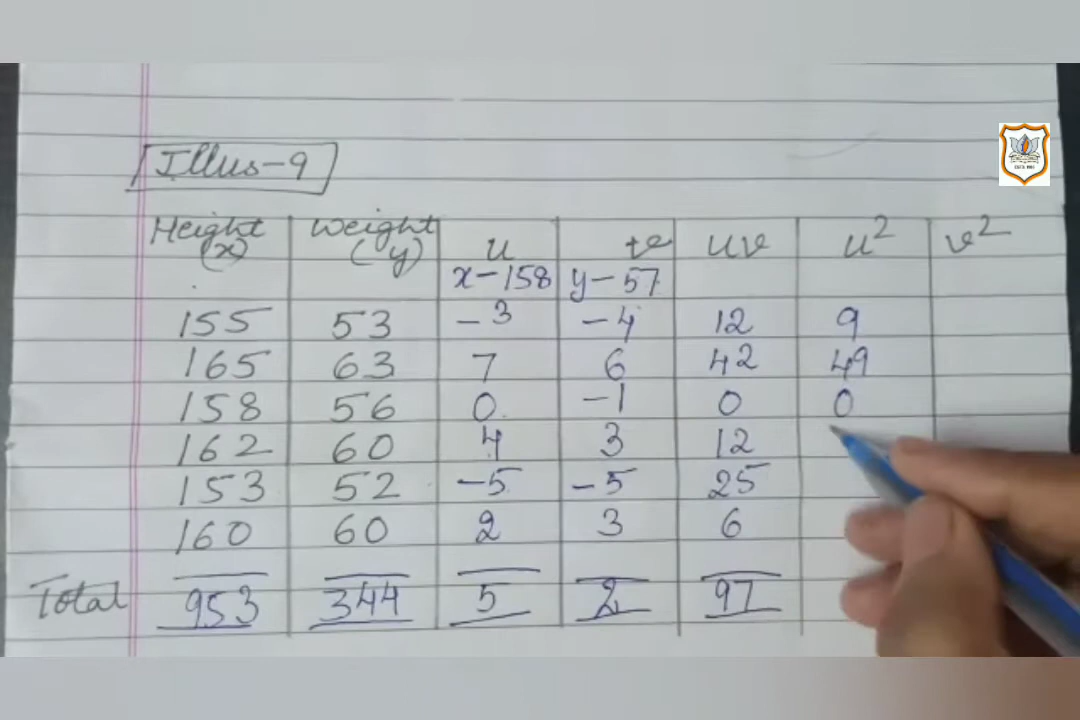 Illus-9
Height (x) Weight (y) u v uv u² v²
x-158 y-57
155 53 -3 -4 12 9
165 63 7 6 42 49
158 56 0 -1 0 0
162 60 4 3 12
153 52 -5 -5 25
160 60 2 3 6
Total 953 344 5 2 97